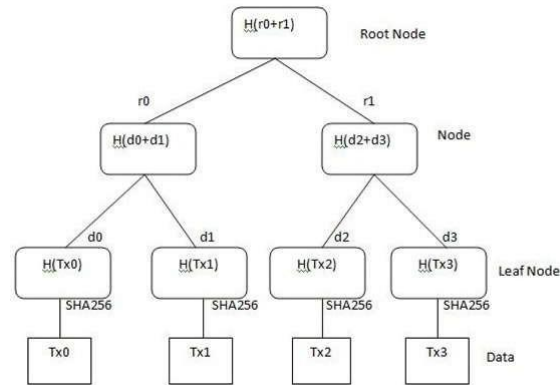 H(r0+r1)
Root Node
r0
r1
H(d0+d1)
H(d2+d3)
Node
d0
d1
d2
d3
H(Tx0)
H(Tx1)
H(Tx2)
H(Tx3)
Leaf Node
SHA256
SHA256
SHA256
SHA256
Tx0
Tx1
Tx2
Tx3
Data